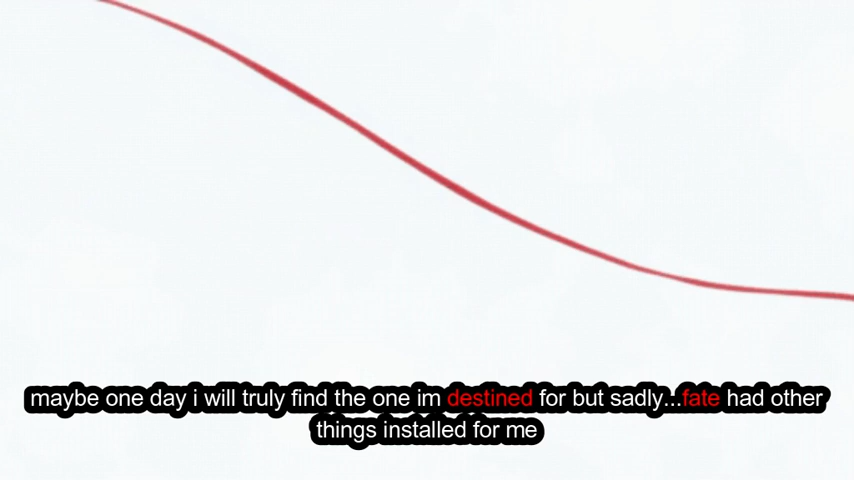 maybe one day i will truly find the one im destined for but sadly...fate had other
things installed for me